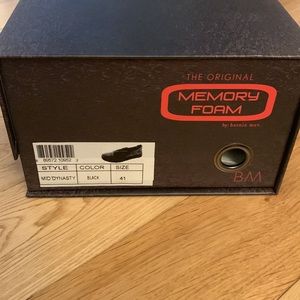 THE ORIGINAL
MEMORY
FOAM
by: bernie mev.
STYLE COLOR SIZE
MID DYNASTY BLACK 41
BM